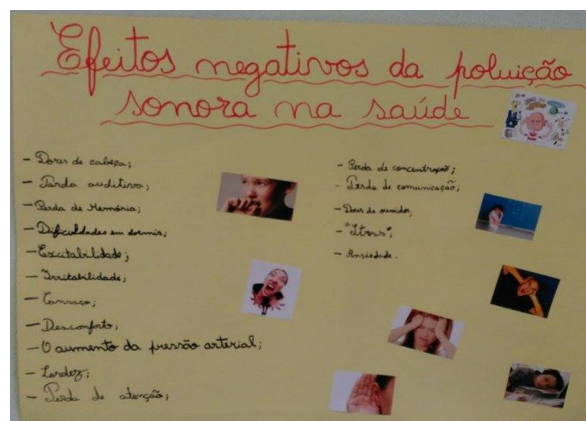 Efeitos negativos da poluição
sonora na saúde
- Dores de cabeça;
- Perda auditiva;
- Perda de Memória;
- Dificuldades em dormir;
- Excitabilidade;
- Irritabilidade;
- Cansaço;
- Desconforto;
- O aumento da pressão arterial;
- Surdez;
- Perda de atenção;
- Perda de concentração;
- Perda de comunicação;
- Dores de ouvidos;
- "Stress";
- Ansiedade.